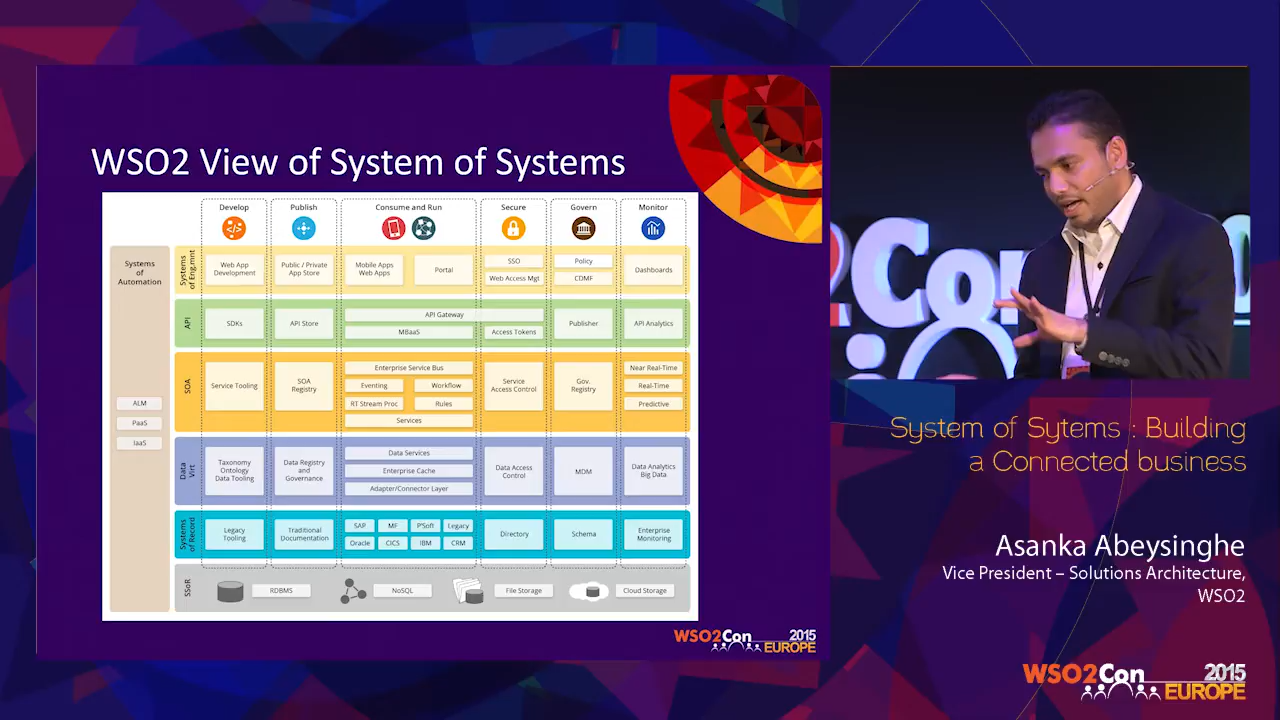 WSO2 View of System of Systems
Develop
Publish
Consume and Run
Secure
Govern
Monitor
Systems
of
Automation
ALM
PaaS
IaaS
Systems
of Eng.mnt
Web App
Development
Public / Private
App Store
Mobile Apps
Web Apps
Portal
SSO
Web Access Mgt
Policy
CDMF
Dashboards
API
SDKs
API Store
API Gateway
MBaaS
Access Tokens
Publisher
API Analytics
SOA
Service Tooling
SOA
Registry
Enterprise Service Bus
Eventing
Workflow
RT Stream Proc
Rules
Services
Service
Access Control
Gov.
Registry
Near Real-Time
Real-Time
Predictive
Data
Virt
Taxonomy
Ontology
Data Tooling
Data Registry
and
Governance
Data Services
Enterprise Cache
Adapter/Connector Layer
Data Access
Control
MDM
Data Analytics
Big Data
Systems
of Record
Legacy
Tooling
Traditional
Documentation
SAP
MF
P'Soft
Legacy
Oracle
CICS
IBM
CRM
Directory
Schema
Enterprise
Monitoring
SSoR
RDBMS
NoSQL
File Storage
Cloud Storage
WSO2Con 2015
EUROPE
2Con
System of Sytems : Building
a Connected business
Asanka Abeysinghe
Vice President – Solutions Architecture,
WSO2
WSO2Con 2015
EUROPE